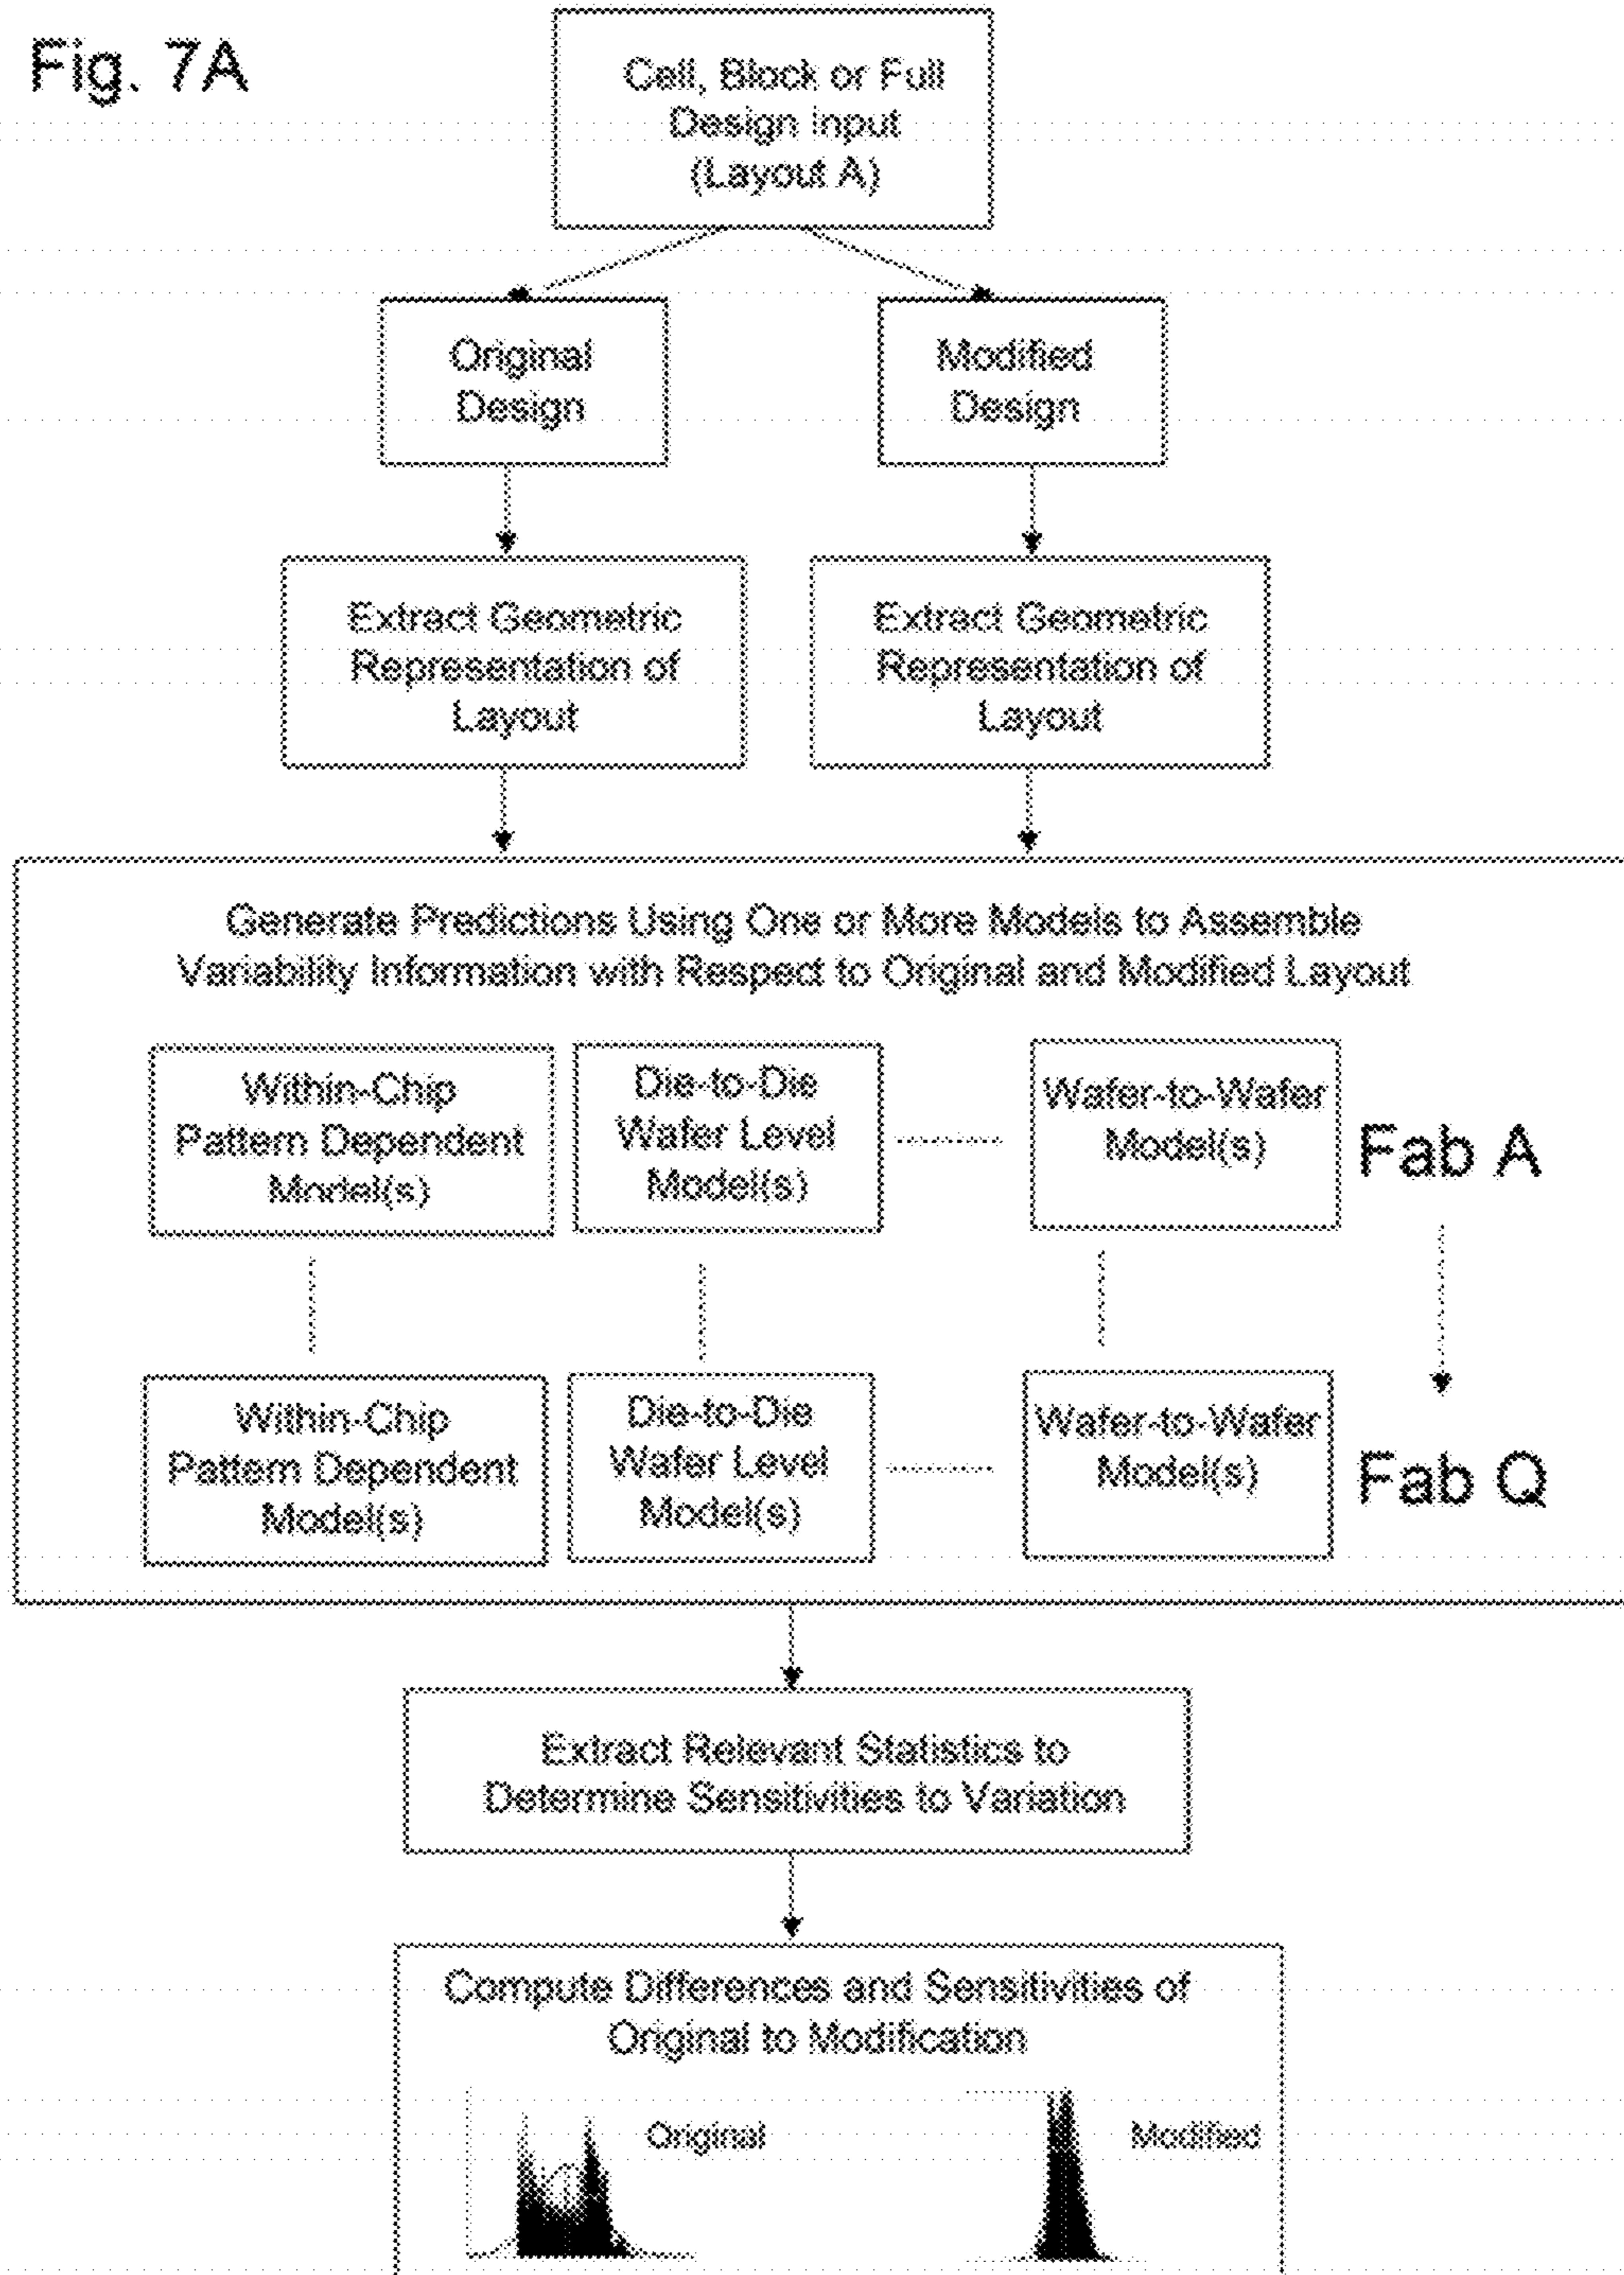 Fig. 7A
Cell, Block or Full
Design Input
(Layout A)
Original
Design
Modified
Design
Extract Geometric
Representation of
Layout
Extract Geometric
Representation of
Layout
Generate Predictions Using One or More Models to Assemble
Variability Information with Respect to Original and Modified Layout
Within-Chip
Pattern Dependent
Model(s)
Die-to-Die
Wafer Level
Model(s)
Wafer-to-Wafer
Model(s)
Fab A
Within-Chip
Pattern Dependent
Model(s)
Die-to-Die
Wafer Level
Model(s)
Wafer-to-Wafer
Model(s)
Fab Q
Extract Relevant Statistics to
Determine Sensitivities to Variation
Compute Differences and Sensitivities of
Original to Modification
Original
Modified